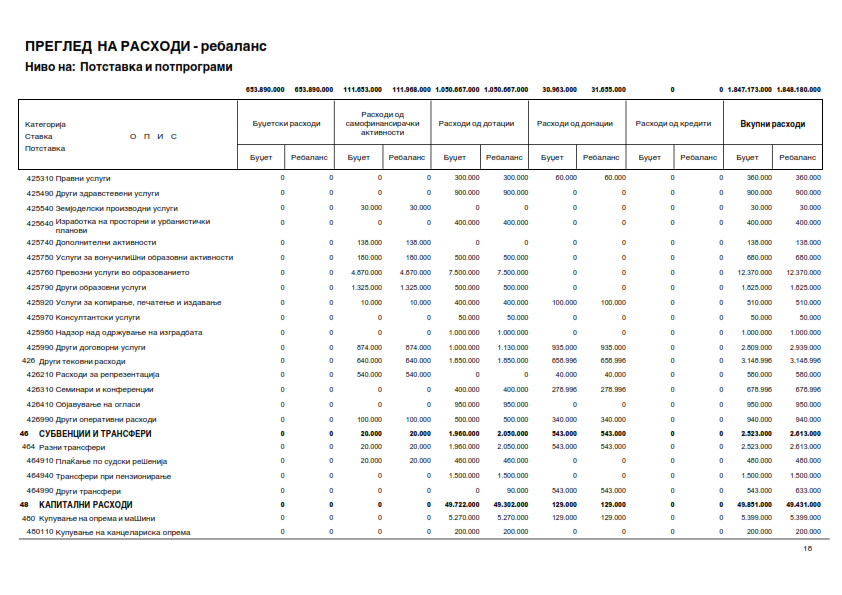 ПРЕГЛЕД НА РАСХОДИ - ребаланс
Ниво на: Потставка и потпрограми
653.890.000 653.890.000 111.653.000 111.968.000 1.050.667.000 1.050.667.000 30.963.000 31.655.000 0 0 1.847.173.000 1.848.180.000
Категорија
Ставка О П И С
Потставка
Буџетски расходи
Расходи од
самофинансирачки
активности
Расходи од дотации
Расходи од донации
Расходи од кредити
Вкупни расходи
Буџет Ребаланс Буџет Ребаланс Буџет Ребаланс Буџет Ребаланс Буџет Ребаланс Буџет Ребаланс
425310 Правни услуги 0 0 0 0 300.000 300.000 60.000 60.000 0 0 360.000 360.000
425490 Други здравствени услуги 0 0 0 0 900.000 900.000 0 0 0 0 900.000 900.000
425540 Земјоделски производни услуги 0 0 30.000 30.000 0 0 0 0 0 0 30.000 30.000
425640 Изработка на просторни и урбанистички
планови 0 0 0 0 400.000 400.000 0 0 0 0 400.000 400.000
425740 Дополнителни активности 0 0 138.000 138.000 0 0 0 0 0 0 138.000 138.000
425750 Услуги за вонучилиШни образовни активности 0 0 180.000 180.000 500.000 500.000 0 0 0 0 680.000 680.000
425760 Превозни услуги во образованието 0 0 4.870.000 4.870.000 7.500.000 7.500.000 0 0 0 0 12.370.000 12.370.000
425790 Други образовни услуги 0 0 1.325.000 1.325.000 500.000 500.000 0 0 0 0 1.825.000 1.825.000
425920 Услуги за копирање, печатење и издавање 0 0 10.000 10.000 400.000 400.000 100.000 100.000 0 0 510.000 510.000
425970 Консултантски услуги 0 0 0 0 50.000 50.000 0 0 0 0 50.000 50.000
425980 Надзор над одржување на изградбата 0 0 0 0 1.000.000 1.000.000 0 0 0 0 1.000.000 1.000.000
425990 Други договорни услуги 0 0 874.000 874.000 1.000.000 1.130.000 935.000 935.000 0 0 2.809.000 2.939.000
426 Други тековни расходи 0 0 640.000 640.000 1.850.000 1.850.000 658.996 658.996 0 0 3.148.996 3.148.996
426210 Расходи за репрезентација 0 0 540.000 540.000 0 0 40.000 40.000 0 0 580.000 580.000
426310 Семинари и конференции 0 0 0 0 400.000 400.000 278.996 278.996 0 0 678.996 678.996
426410 Објавување на огласи 0 0 0 0 950.000 950.000 0 0 0 0 950.000 950.000
426990 Други оперативни расходи 0 0 100.000 100.000 500.000 500.000 340.000 340.000 0 0 940.000 940.000
46 СУБВЕНЦИИ И ТРАНСФЕРИ 0 0 20.000 20.000 1.960.000 2.050.000 543.000 543.000 0 0 2.523.000 2.613.000
464 Разни трансфери 0 0 20.000 20.000 1.960.000 2.050.000 543.000 543.000 0 0 2.523.000 2.613.000
464910 Плаќање по судски реШенија 0 0 20.000 20.000 460.000 460.000 0 0 0 0 480.000 480.000
464940 Трансфери при пензионирање 0 0 0 0 1.500.000 1.500.000 0 0 0 0 1.500.000 1.500.000
464990 Други трансфери 0 0 0 0 0 90.000 543.000 543.000 0 0 543.000 633.000
48 КАПИТАЛНИ РАСХОДИ 0 0 0 0 49.722.000 49.302.000 129.000 129.000 0 0 49.851.000 49.431.000
480 Купување на опрема и маШини 0 0 0 0 5.270.000 5.270.000 129.000 129.000 0 0 5.399.000 5.399.000
480110 Купување на канцелариска опрема 0 0 0 0 200.000 200.000 0 0 0 0 200.000 200.000
18